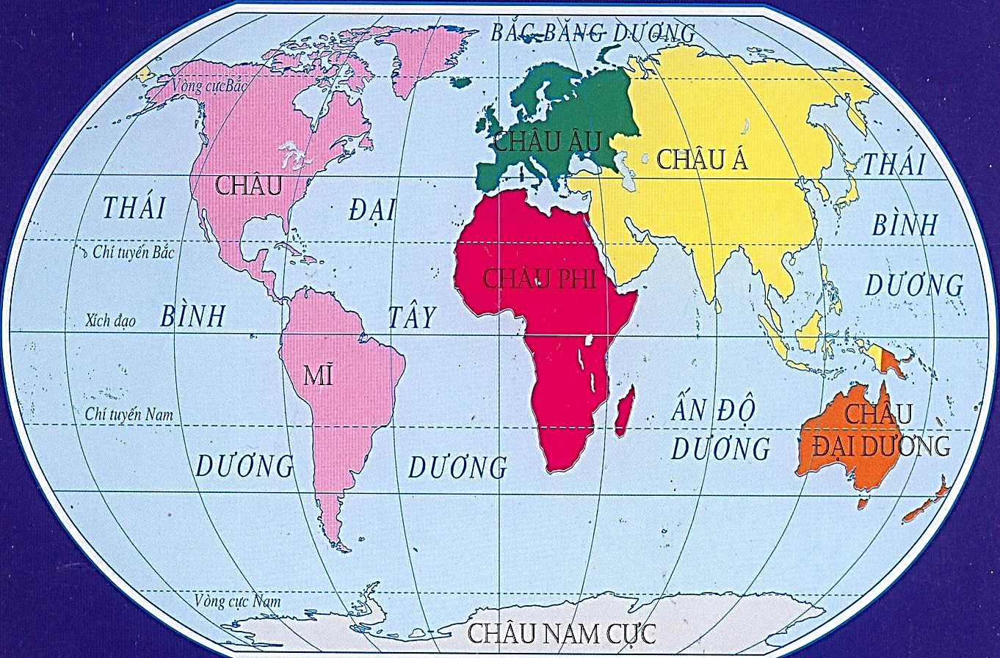 BẮC BĂNG DƯƠNG
Vòng cực Bắc
CHÂU ÂU
CHÂU Á
THÁI
CHÂU
THÁI
ĐẠI
BÌNH
Chí tuyến Bắc
CHÂU PHI
DƯƠNG
Xích đạo
BÌNH
TÂY
MĨ
Chí tuyến Nam
ẤN ĐỘ
DƯƠNG
CHÂU
ĐẠI DƯƠNG
DƯƠNG
DƯƠNG
Vòng cực Nam
CHÂU NAM CỰC